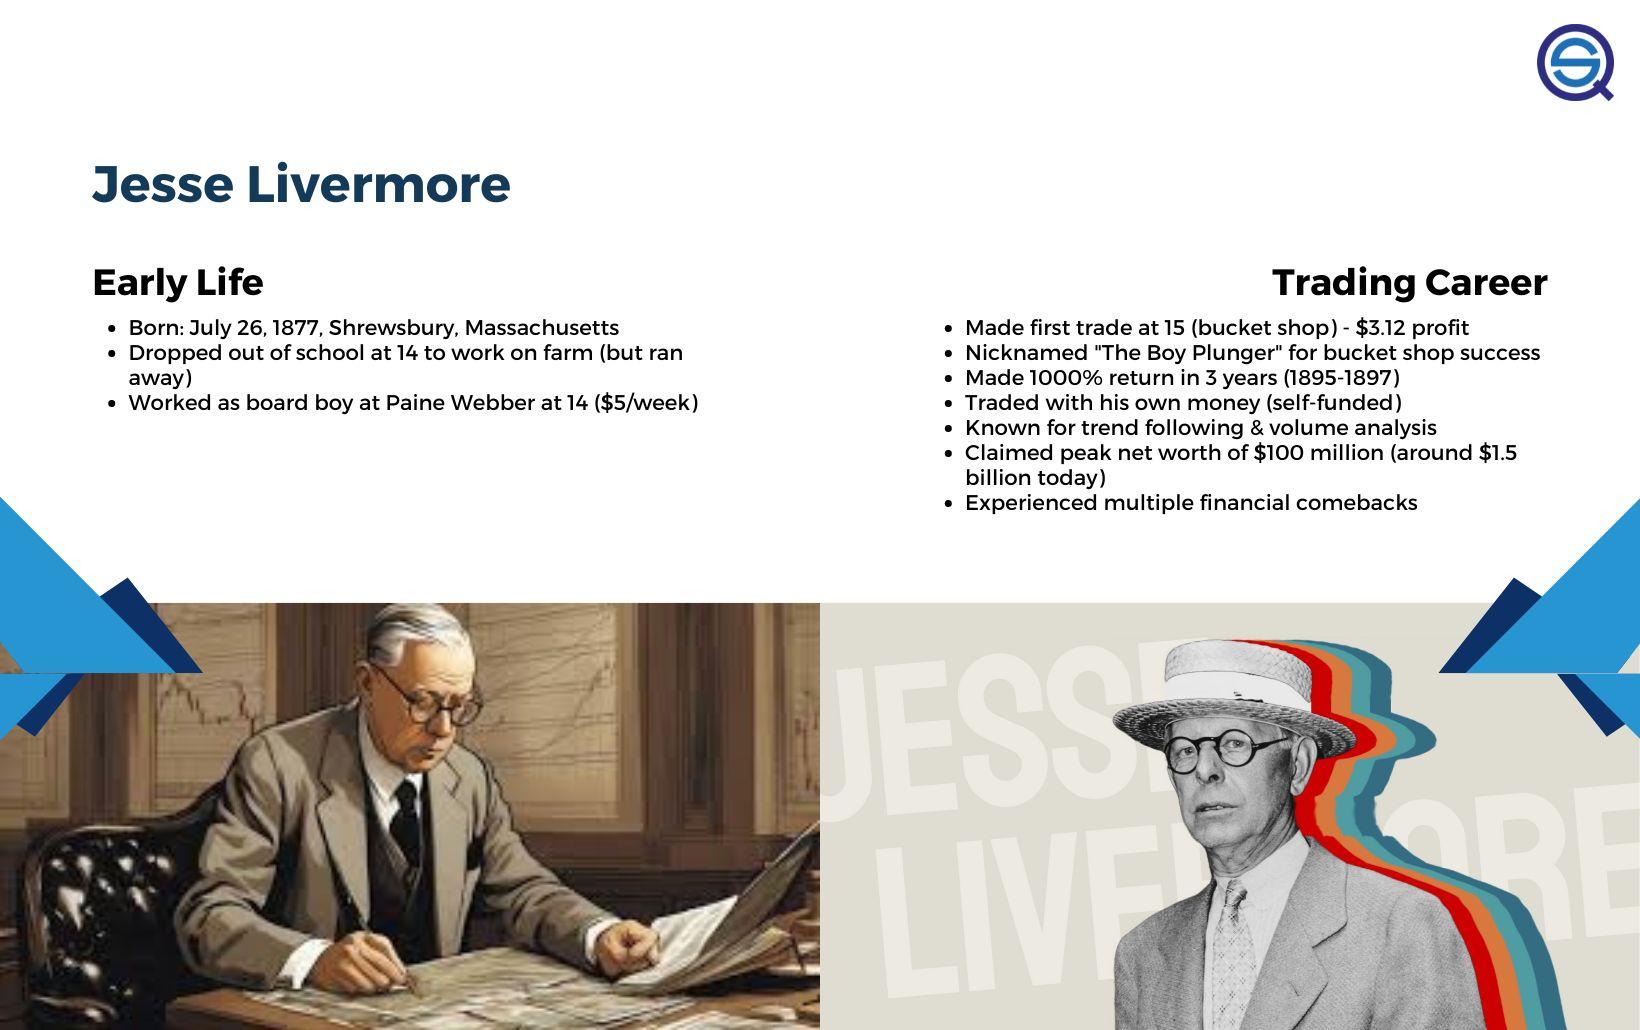 Jesse Livermore
Early Life
• Born: July 26, 1877, Shrewsbury, Massachusetts
• Dropped out of school at 14 to work on farm (but ran
away)
• Worked as board boy at Paine Webber at 14 ($5/week)
Trading Career
• Made first trade at 15 (bucket shop) - $3.12 profit
• Nicknamed "The Boy Plunger" for bucket shop success
• Made 1000% return in 3 years (1895-1897)
• Traded with his own money (self-funded)
• Known for trend following & volume analysis
• Claimed peak net worth of $100 million (around $1.5
billion today)
• Experienced multiple financial comebacks
JESSE
LIVERMORE